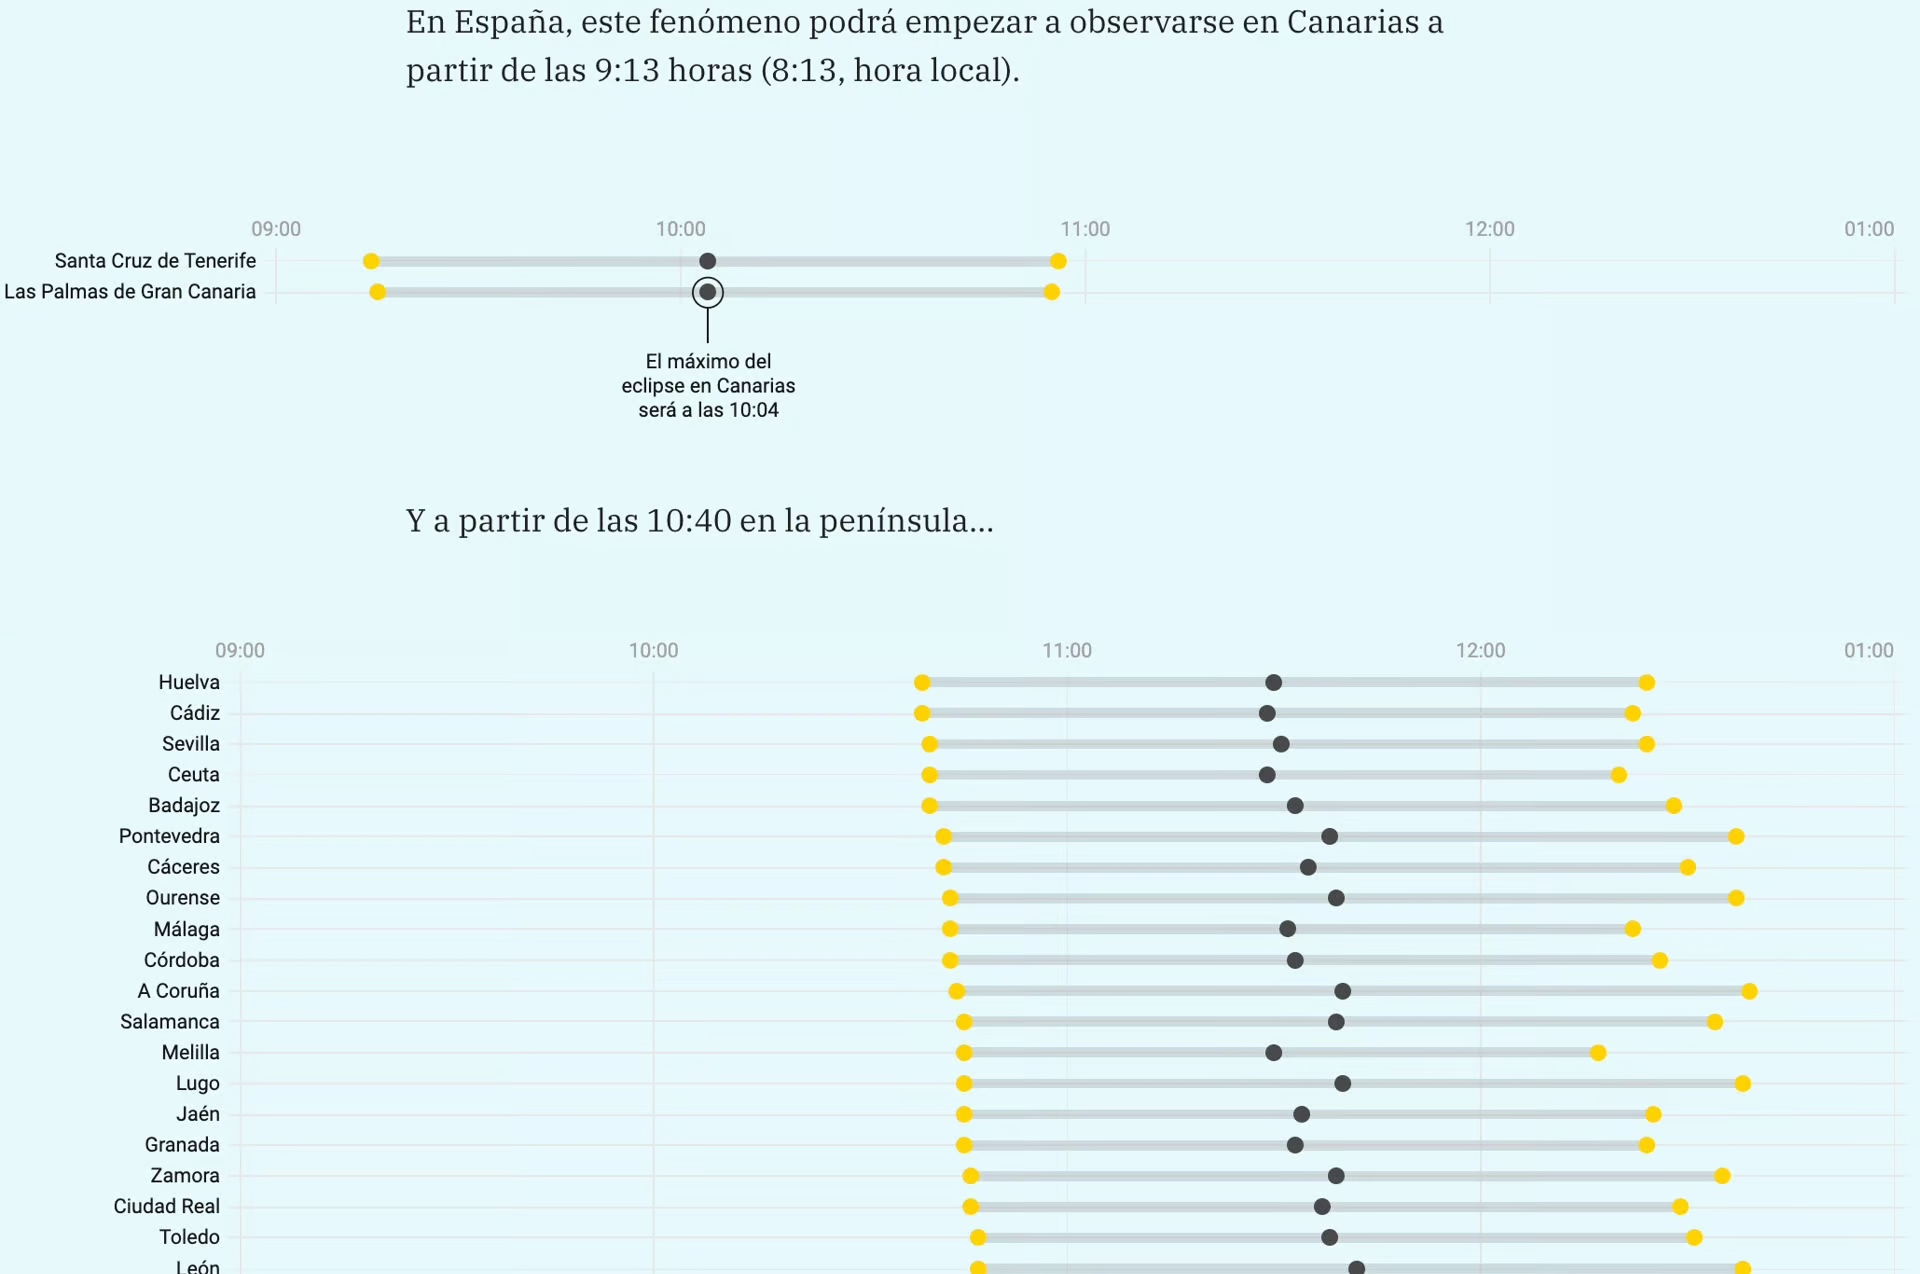 En España, este fenómeno podrá empezar a observarse en Canarias a
partir de las 9:13 horas (8:13, hora local).
09:00 10:00 11:00 12:00 01:00
Santa Cruz de Tenerife
Las Palmas de Gran Canaria
El máximo del
eclipse en Canarias
será a las 10:04
Y a partir de las 10:40 en la península...
09:00 10:00 11:00 12:00 01:00
Huelva
Cádiz
Sevilla
Ceuta
Badajoz
Pontevedra
Cáceres
Ourense
Málaga
Córdoba
A Coruña
Salamanca
Melilla
Lugo
Jaén
Granada
Zamora
Ciudad Real
Toledo
León